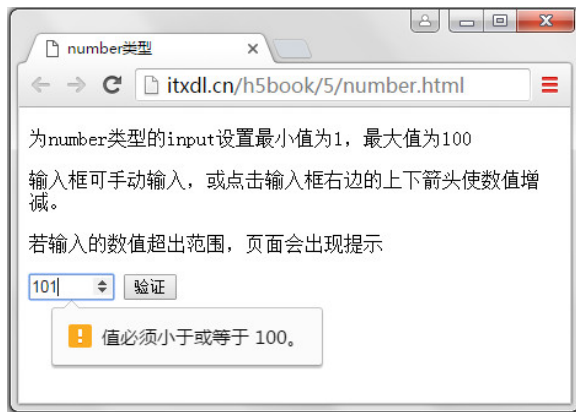 number类型
itxdl.cn/h5book/5/number.html
为number类型的input设置最小值为1，最大值为100
输入框可手动输入，或点击输入框右边的上下箭头使数值增
减。
若输入的数值超出范围，页面会出现提示
101 验证
值必须小于或等于 100。